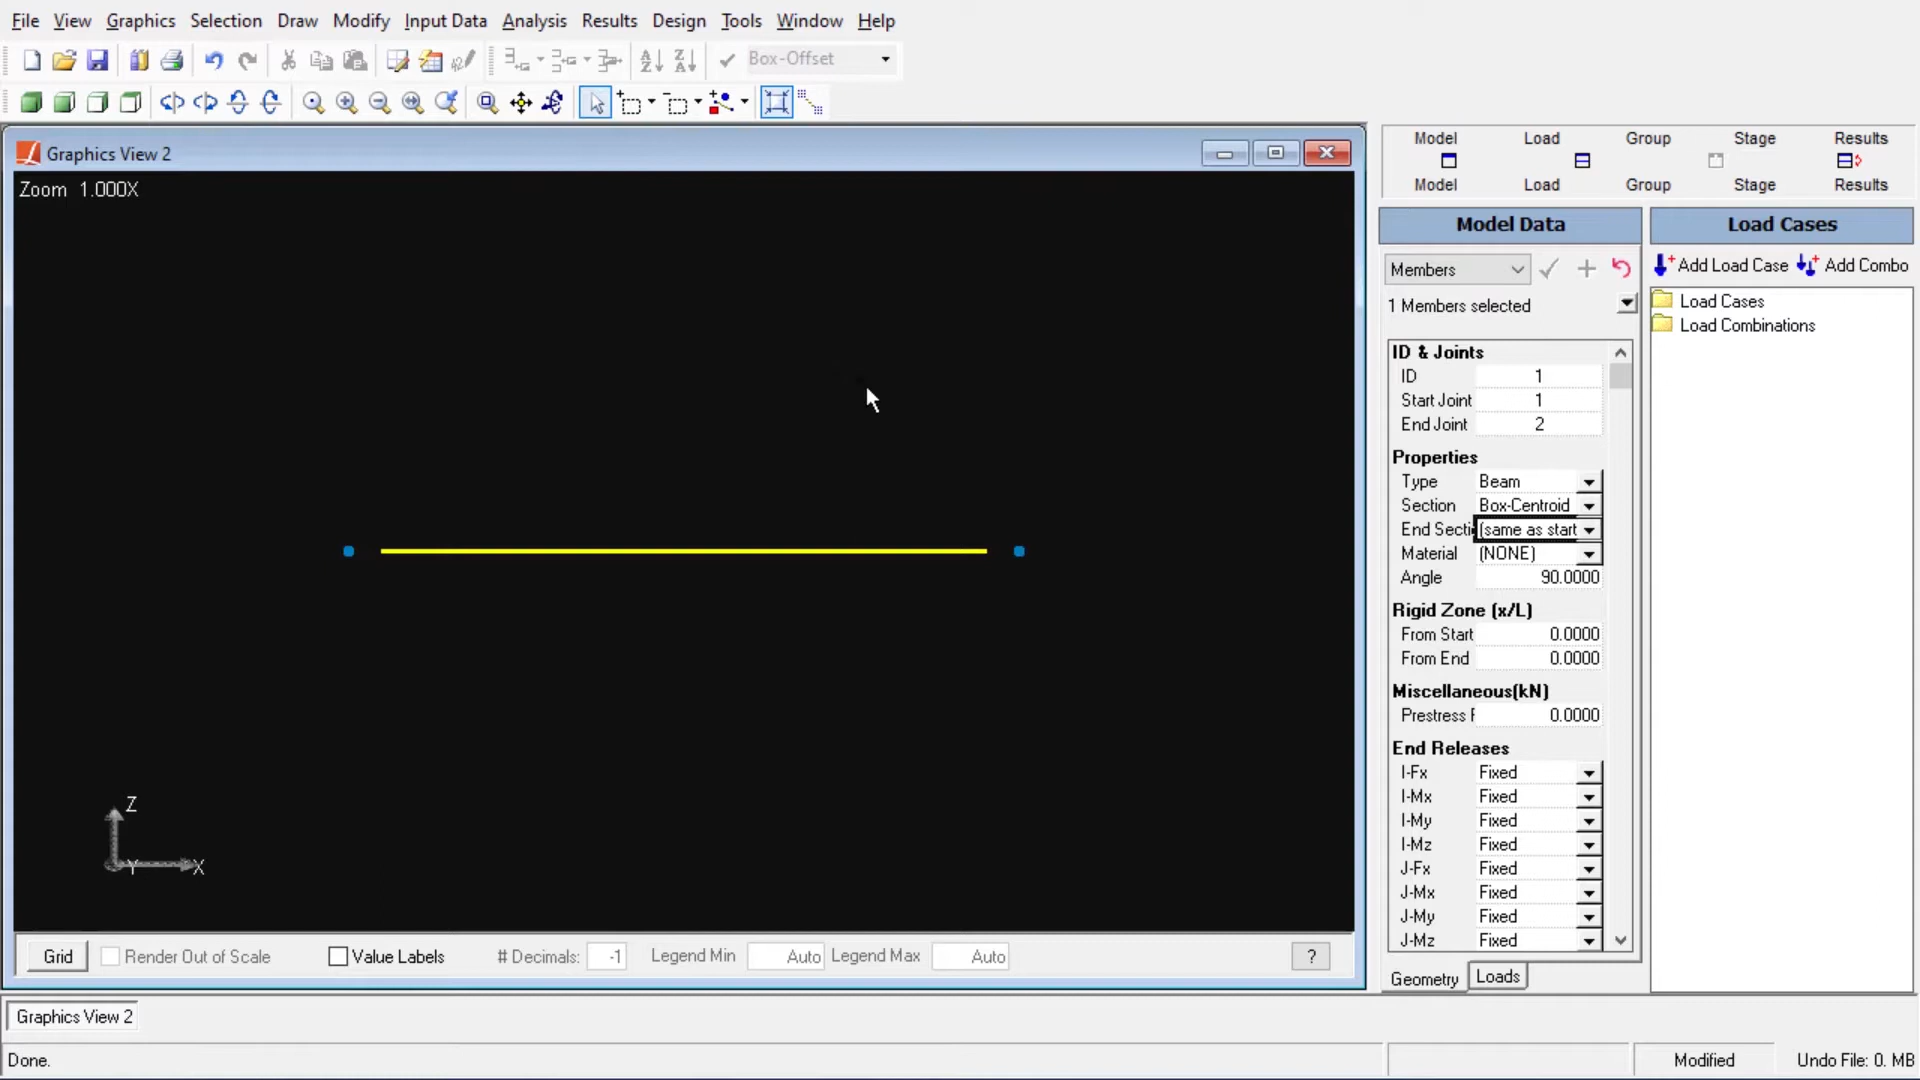 File View Graphics Selection Draw Modify Input Data Analysis Results Design Tools Window Help
Box-Offset
Graphics View 2
Zoom 1.000X
Z
Y X
Grid Render Out of Scale Value Labels # Decimals: -1 Legend Min Auto Legend Max Auto ?
Graphics View 2
Done.
Model Load Group Stage Results
Model Load Group Stage Results
Model Data
Members
1 Members selected
ID & Joints
ID 1
Start Joint 1
End Joint 2
Properties
Type Beam
Section Box-Centroid
End Secti (same as start
Material (NONE)
Angle 90.0000
Rigid Zone (x/L)
From Start 0.0000
From End 0.0000
Miscellaneous(kN)
Prestress F 0.0000
End Releases
I-Fx Fixed
I-Mx Fixed
I-My Fixed
I-Mz Fixed
J-Fx Fixed
J-Mx Fixed
J-My Fixed
J-Mz Fixed
Geometry Loads
Load Cases
Add Load Case Add Combo
Load Cases
Load Combinations
Modified Undo File: 0. MB